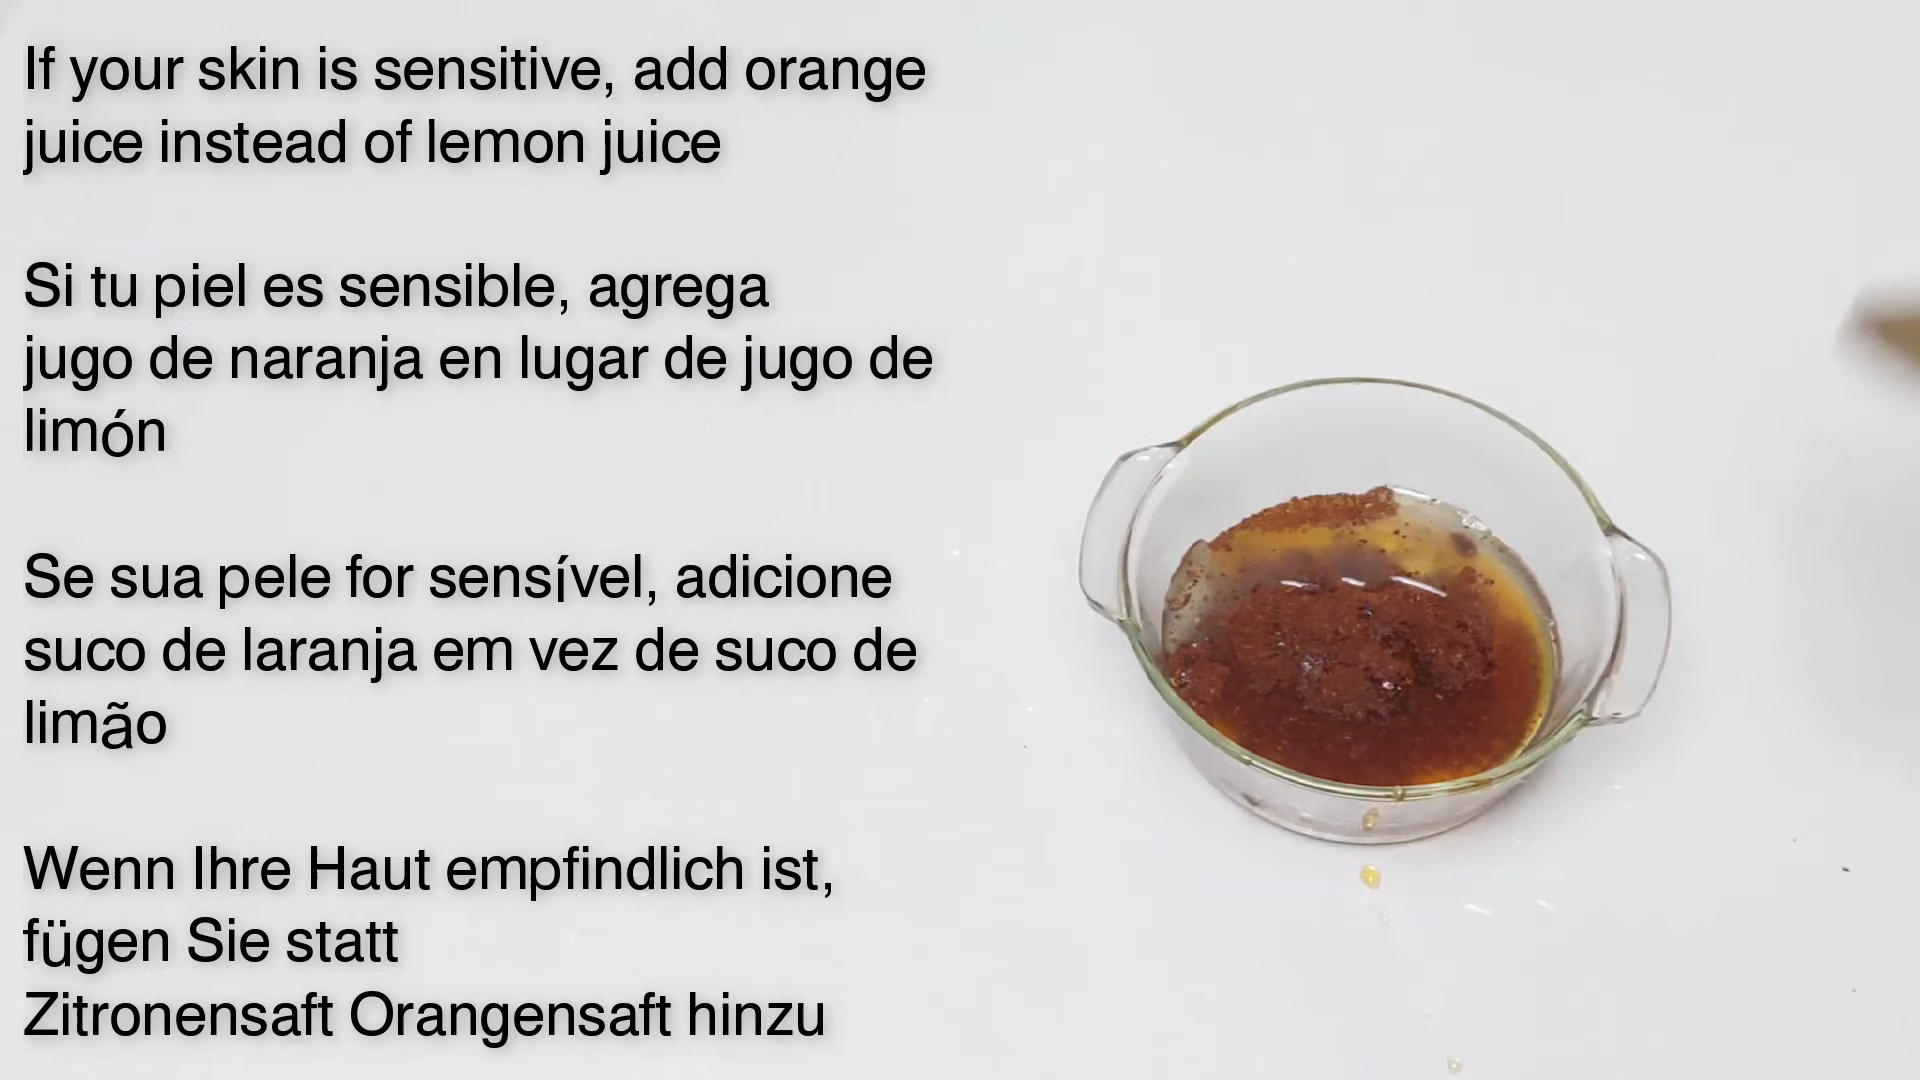 If your skin is sensitive, add orange
juice instead of lemon juice
Si tu piel es sensible, agrega
jugo de naranja en lugar de jugo de
limón
Se sua pele for sensível, adicione
suco de laranja em vez de suco de
limão
Wenn Ihre Haut empfindlich ist,
fügen Sie statt
Zitronensaft Orangensaft hinzu